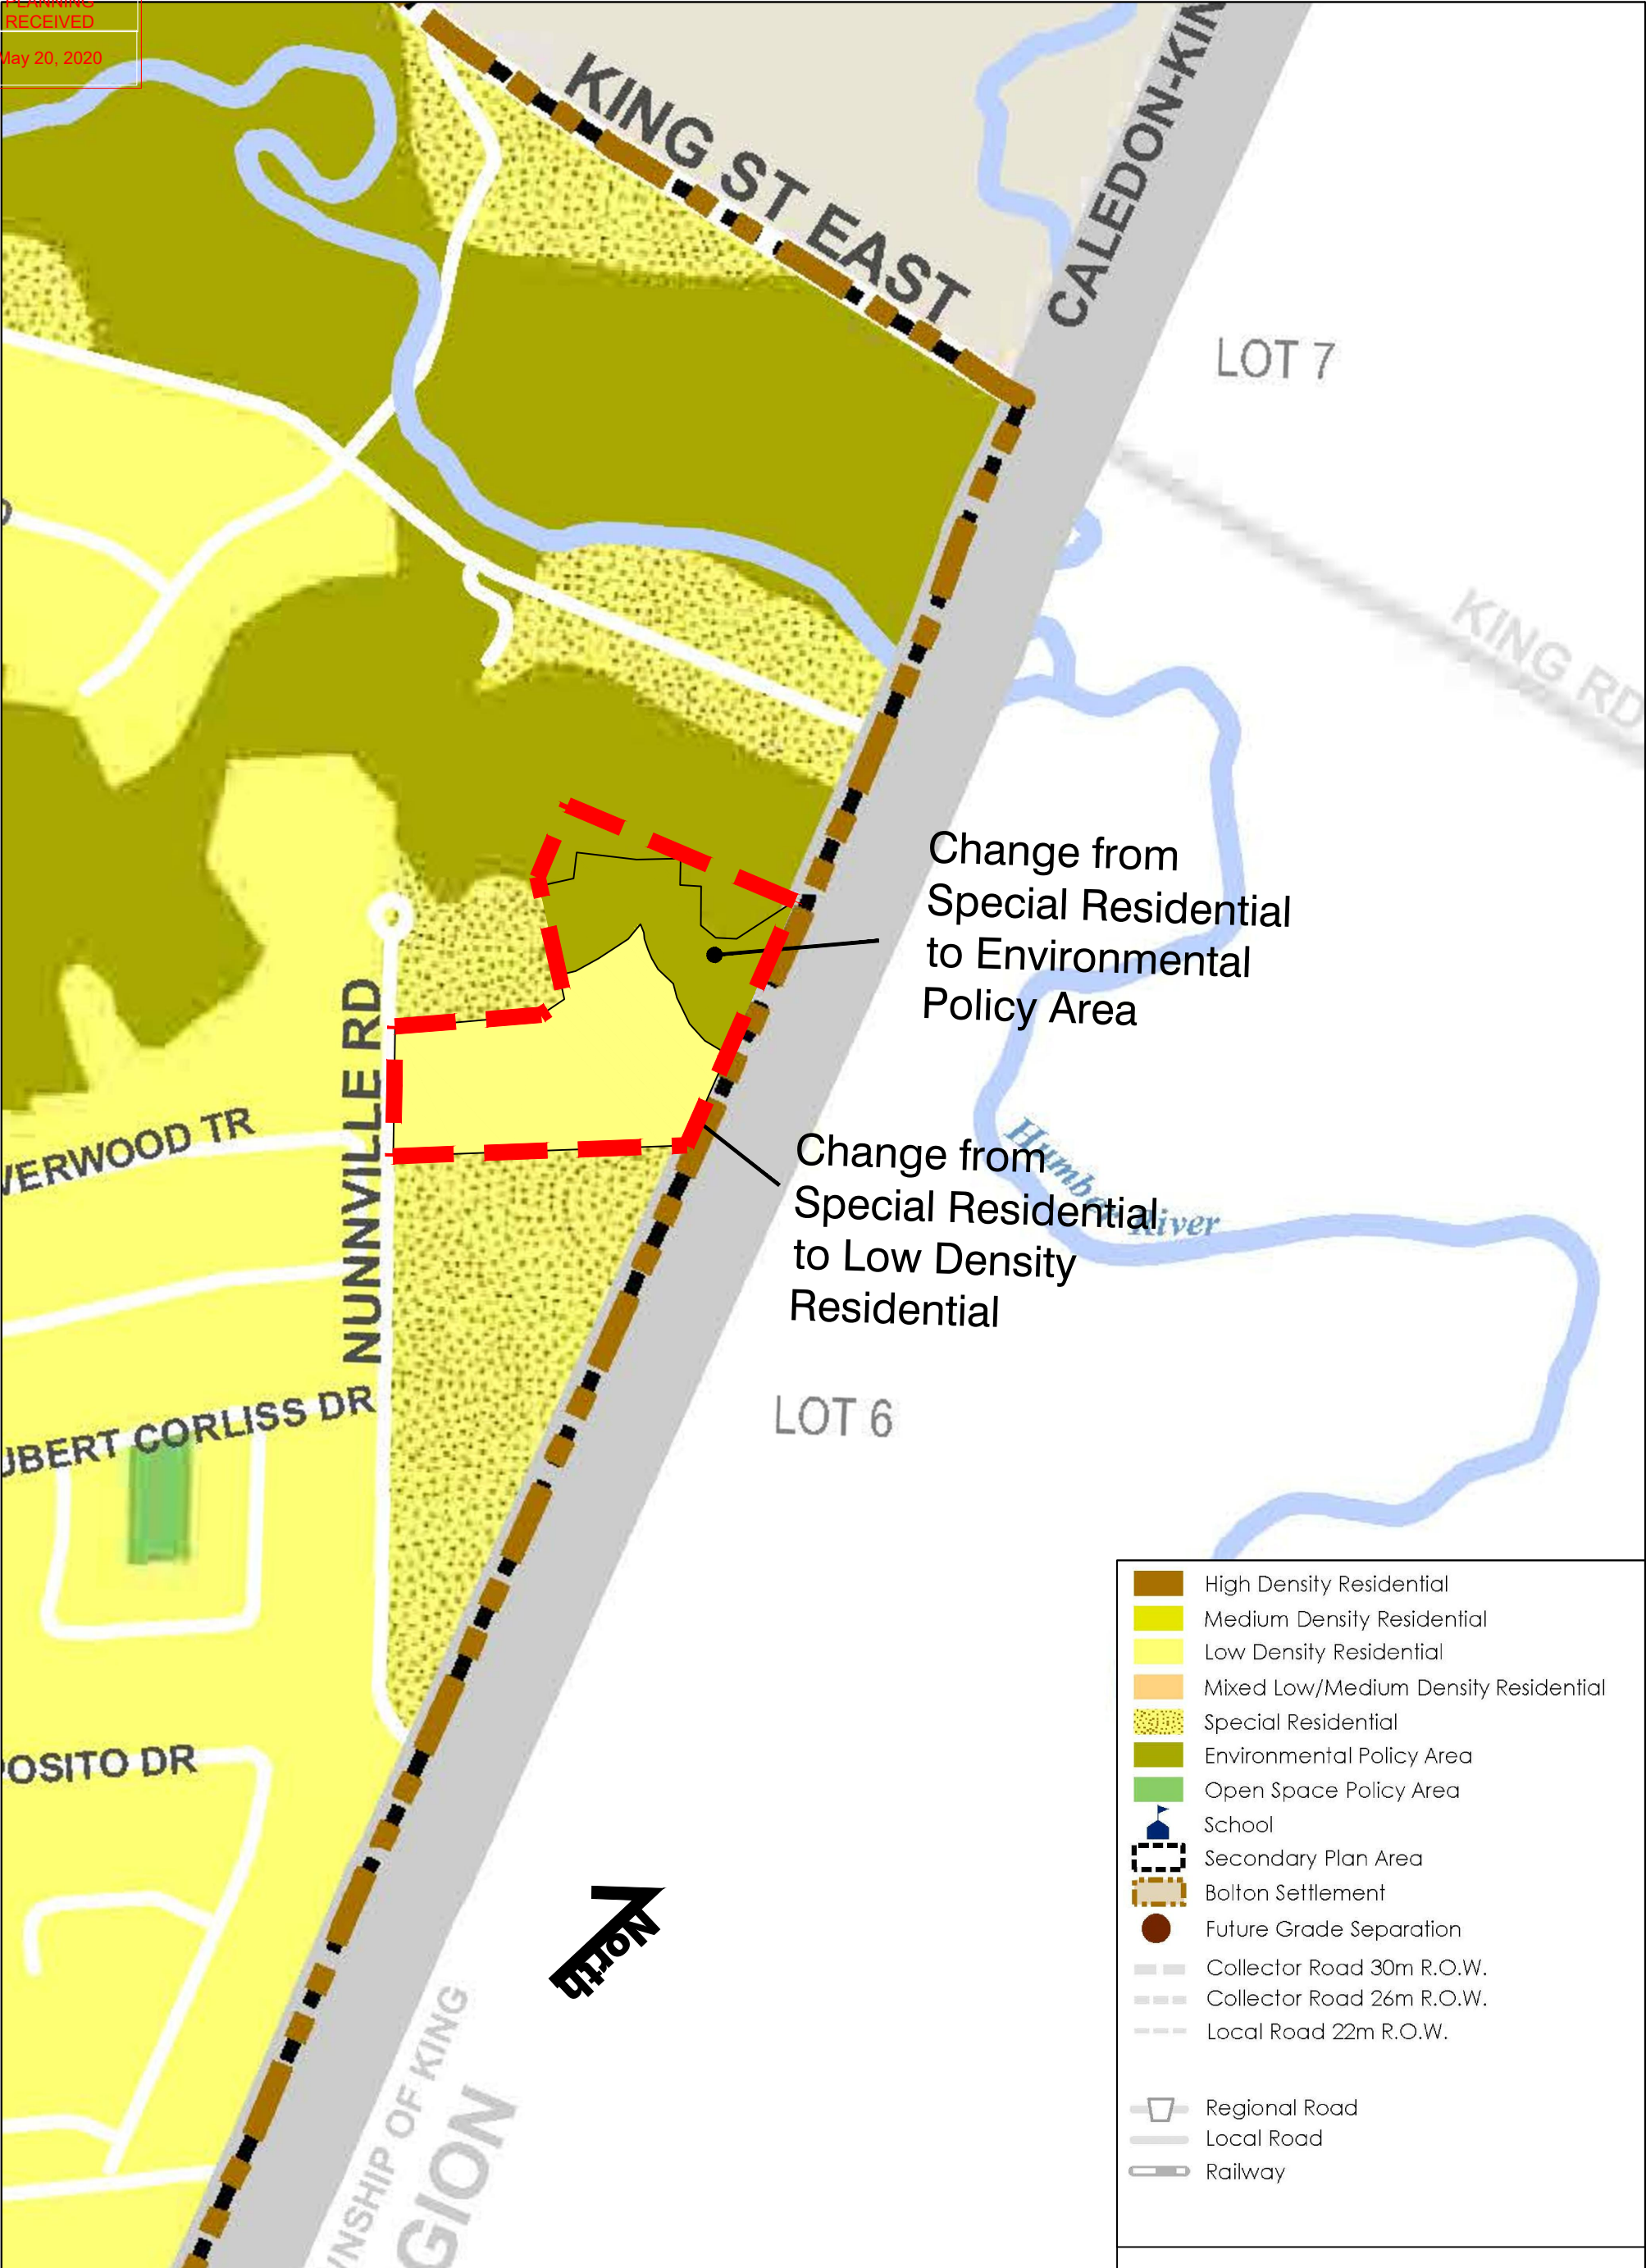 PLANNING
RECEIVED
May 20, 2020
KING ST EAST
CALEDON-KIN
LOT 7
KING RD
Change from
Special Residential
to Environmental
Policy Area
NUNNVILLE RD
VERWOOD TR
Humber River
Change from
Special Residential
to Low Density
Residential
UBERT CORLISS DR
LOT 6
OSITO DR
North
NSHIP OF KING
GION
High Density Residential
Medium Density Residential
Low Density Residential
Mixed Low/Medium Density Residential
Special Residential
Environmental Policy Area
Open Space Policy Area
School
Secondary Plan Area
Bolton Settlement
Future Grade Separation
Collector Road 30m R.O.W.
Collector Road 26m R.O.W.
Local Road 22m R.O.W.
Regional Road
Local Road
Railway